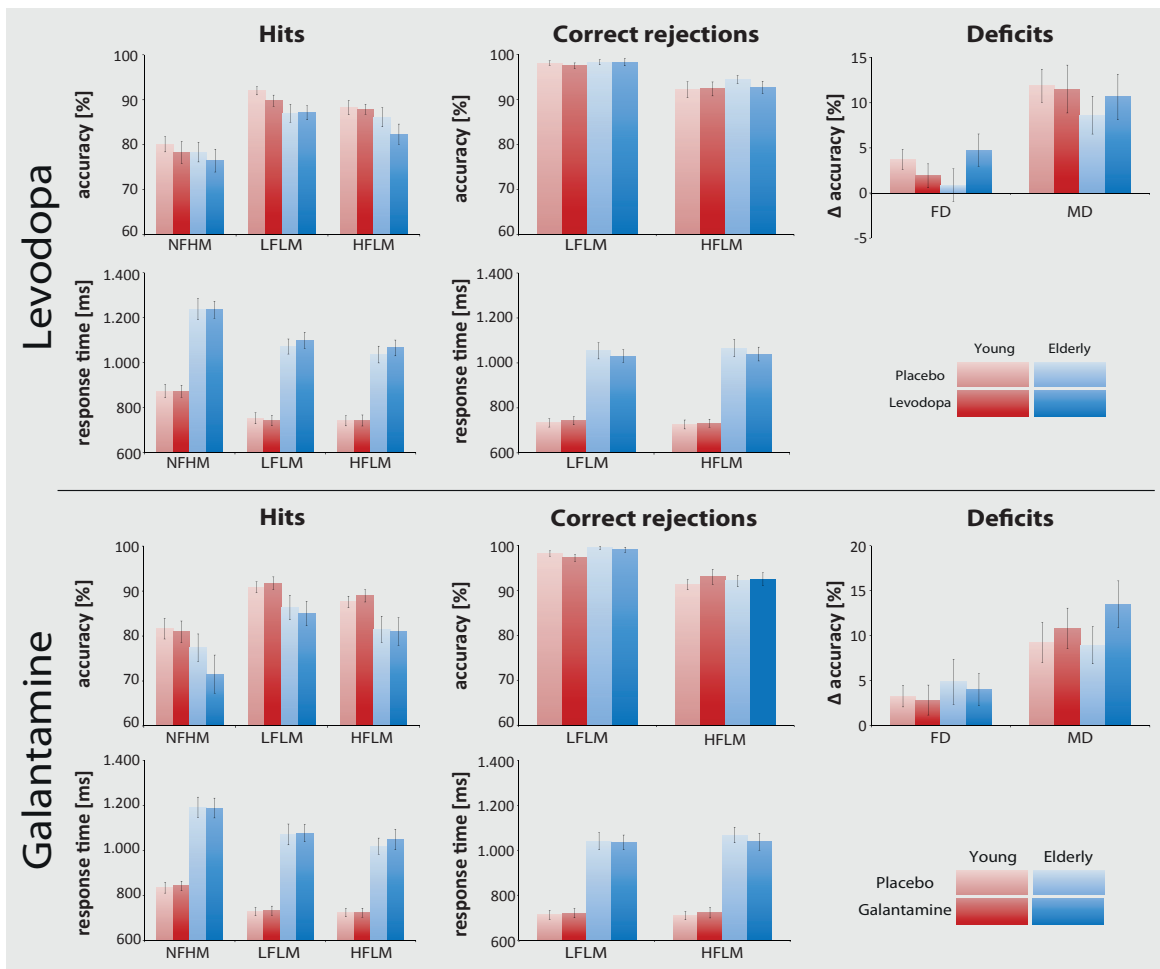 Levodopa
Hits
Correct rejections
Deficits
accuracy [%]
100
90
80
70
60
NFHM
LFLM
HFLM
accuracy [%]
100
90
80
70
60
LFLM
HFLM
Δ accuracy [%]
15
10
5
0
-5
FD
MD
response time [ms]
1.400
1.200
1.000
800
600
NFHM
LFLM
HFLM
response time [ms]
1.400
1.200
1.000
800
600
LFLM
HFLM
Young
Elderly
Placebo
Levodopa
Galantamine
Hits
Correct rejections
Deficits
accuracy [%]
100
90
80
70
60
NFHM
LFLM
HFLM
accuracy [%]
100
90
80
70
60
LFLM
HFLM
Δ accuracy [%]
20
15
10
5
0
FD
MD
response time [ms]
1.400
1.200
1.000
800
600
NFHM
LFLM
HFLM
response time [ms]
1.400
1.200
1.000
800
600
LFLM
HFLM
Young
Elderly
Placebo
Galantamine